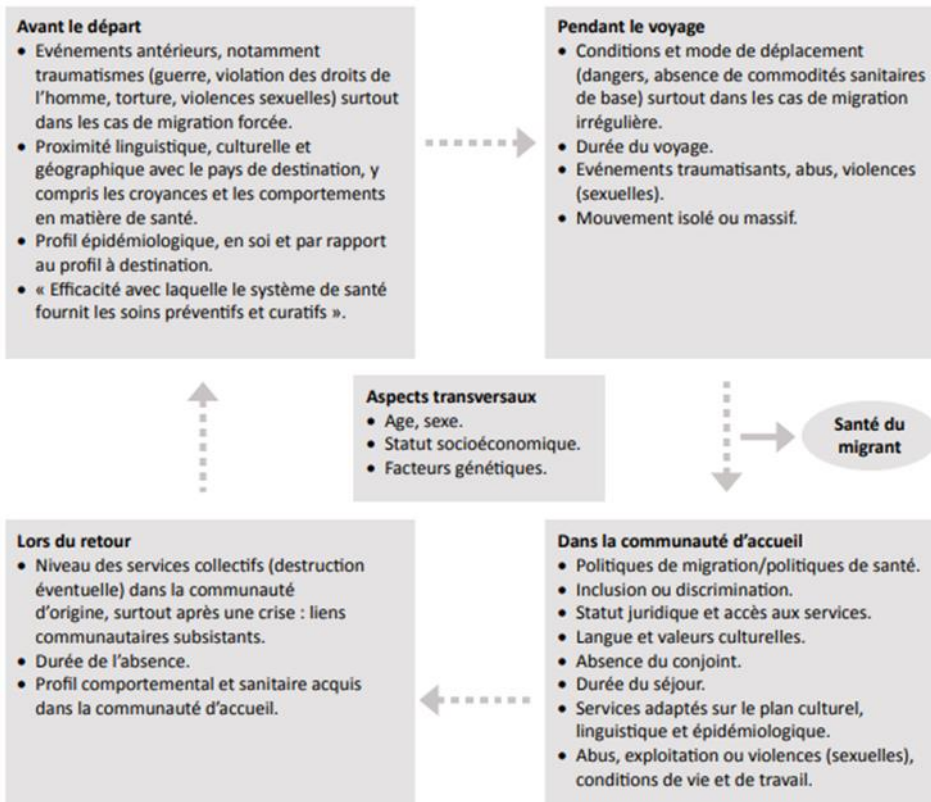 Avant le départ
• Evénements antérieurs, notamment
traumatismes (guerre, violation des droits de
l’homme, torture, violences sexuelles) surtout
dans les cas de migration forcée.
• Proximité linguistique, culturelle et
géographique avec le pays de destination, y
compris les croyances et les comportements
en matière de santé.
• Profil épidémiologique, en soi et par rapport
au profil à destination.
• « Efficacité avec laquelle le système de santé
fournit les soins préventifs et curatifs ».
Pendant le voyage
• Conditions et mode de déplacement
(dangers, absence de commodités sanitaires
de base) surtout dans les cas de migration
irrégulière.
• Durée du voyage.
• Evénements traumatisants, abus, violences
(sexuelles).
• Mouvement isolé ou massif.
Aspects transversaux
• Age, sexe.
• Statut socioéconomique.
• Facteurs génétiques.
Santé du
migrant
Lors du retour
• Niveau des services collectifs (destruction
éventuelle) dans la communauté
d’origine, surtout après une crise : liens
communautaires subsistants.
• Durée de l’absence.
• Profil comportemental et sanitaire acquis
dans la communauté d’accueil.
Dans la communauté d’accueil
• Politiques de migration/politiques de santé.
• Inclusion ou discrimination.
• Statut juridique et accès aux services.
• Langue et valeurs culturelles.
• Absence du conjoint.
• Durée du séjour.
• Services adaptés sur le plan culturel,
linguistique et épidémiologique.
• Abus, exploitation ou violences (sexuelles),
conditions de vie et de travail.